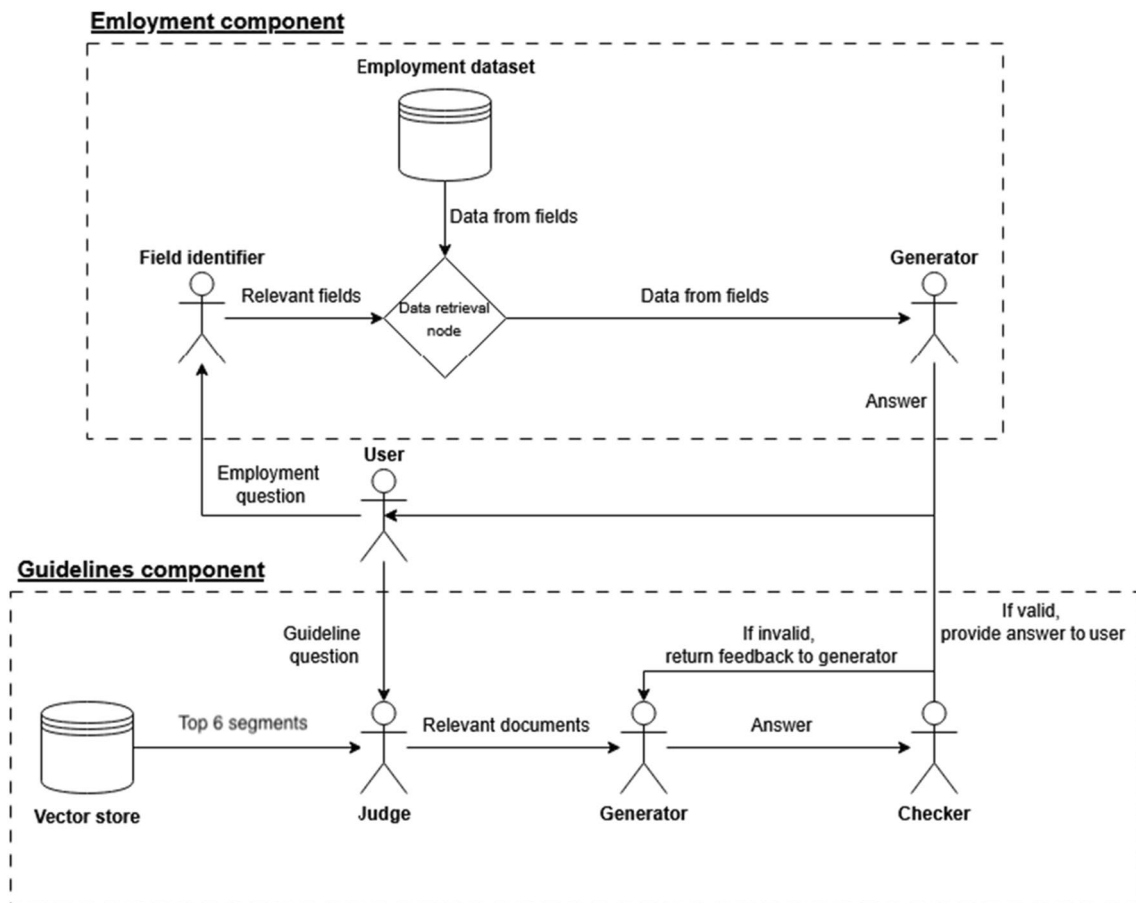 Emloyment component
Employment dataset
Data from fields
Field identifier
Generator
Relevant fields
Data retrieval
node
Data from fields
Answer
User
Employment
question
Guidelines component
Guideline
question
If invalid,
return feedback to generator
If valid,
provide answer to user
Top 6 segments
Relevant documents
Answer
Vector store
Judge
Generator
Checker